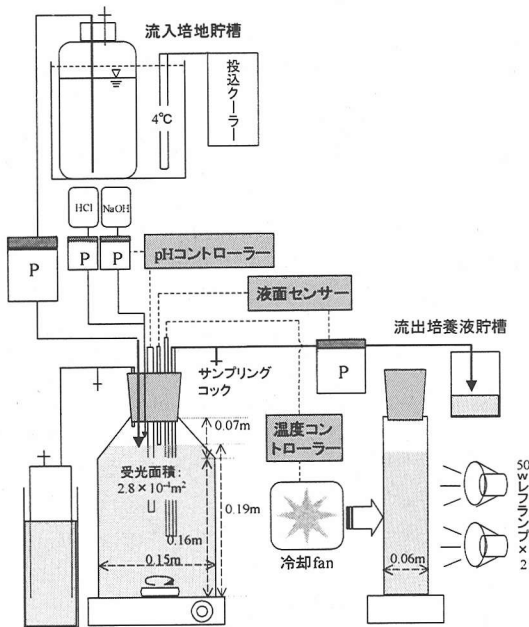 流入培地貯槽
投込クーラー
4℃
HCl
NaOH
P
P
P
pHコントローラー
液面センサー
流出培養液貯槽
サンプリング
コック
P
0.07m
温度コン
トローラー
受光面積:
2.8×10⁻¹m²
0.19m
0.16m
0.15m
冷却fan
0.06m
50wレフランプ×2